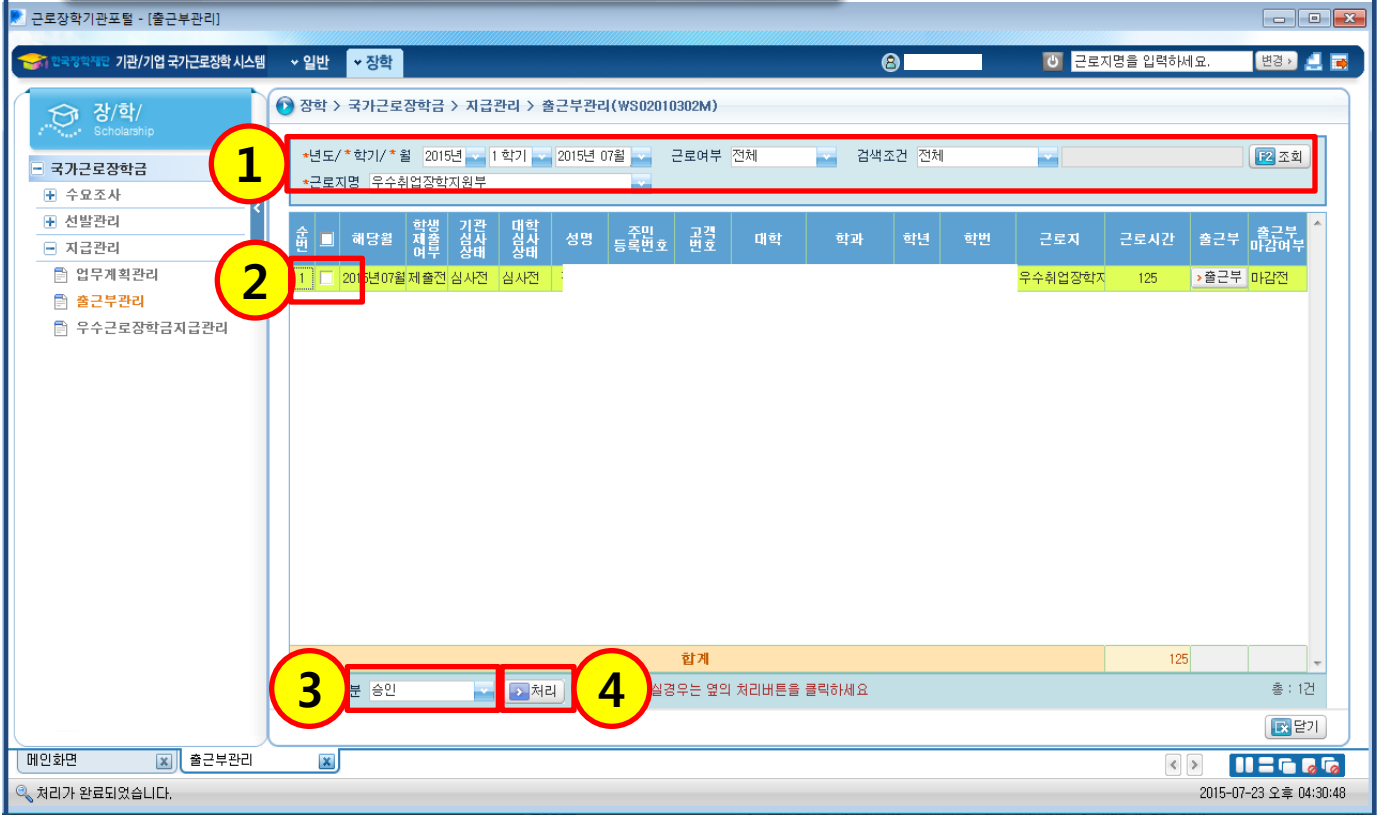 근로장학기관포털 - [출근부관리]
한국장학재단 기관/기업 국가근로장학 시스템 일반 장학 근로지명을 입력하세요. 변경
장/학/
Scholarship
장학 > 국가근로장학금 > 지급관리 > 출근부관리(WS02010302M)
1
*년도/*학기/*월 2015년 1 학기 2015년 07월 근로여부 전체 검색조건 전체 F2 조회
*근로지명 우수취업장학지원부
국가근로장학금
수요조사
선발관리
지급관리
업무계획관리
출근부관리
우수근로장학금지급관리
순번 해당월 학생제출여부 기관심사상태 대학심사상태 성명 주민등록번호 고객번호 대학 학과 학년 학번 근로지 근로시간 출근부 출근부마감여부
2
1 2015년07월 제출전 심사전 심사전 우수취업장학지 125 출근부 마감전
합계 125
3 분 승인 처리 4 실경우는 옆의 처리버튼을 클릭하세요 총 : 1건
닫기
메인화면 출근부관리
처리가 완료되었습니다. 2015-07-23 오후 04:30:48